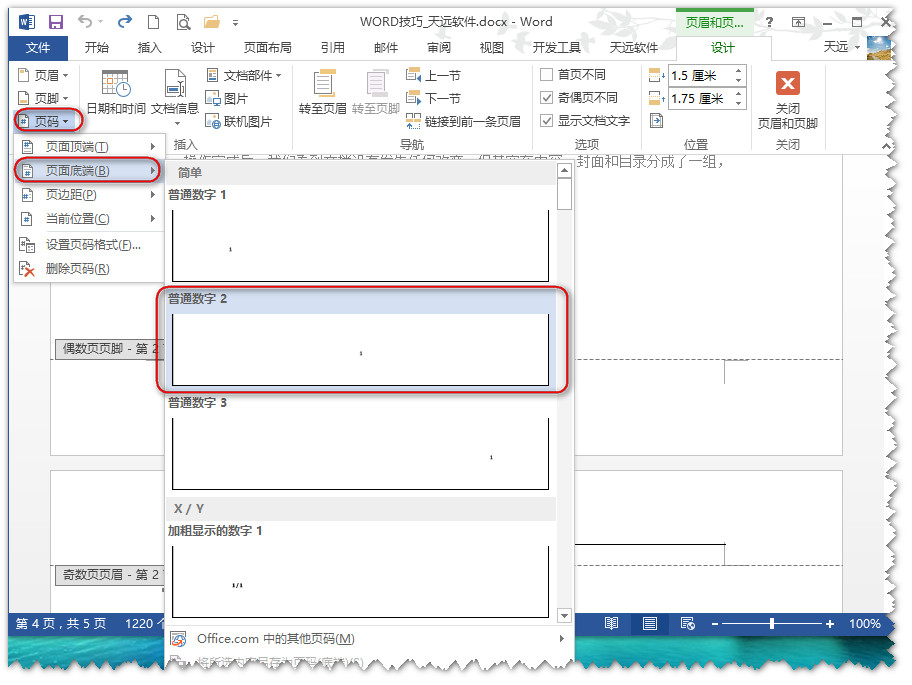 WORD技巧_天远软件.docx - Word
页眉和页...
?
文件 开始 插入 设计 页面布局 引用 邮件 审阅 视图 开发工具 天远软件 设计 天远
页眉
页脚
页码
日期和时间
文档信息
文档部件
图片
联机图片
插入
转至页眉
转至页脚
上一节
下一节
链接到前一条页眉
导航
首页不同
奇偶页不同
显示文档文字
选项
1.5 厘米
1.75 厘米
位置
关闭
页眉和页脚
关闭
页面顶端(T)
页面底端(B)
页边距(P)
当前位置(C)
设置页码格式(F)...
删除页码(R)
封面和目录分成了一组，
简单
普通数字 1
1
普通数字 2
1
普通数字 3
1
X / Y
加粗显示的数字 1
1/1
Office.com 中的其他页码(M)
偶数页页脚 - 第 2
奇数页页眉 - 第 2
第 4 页，共 5 页 1220 个
100%